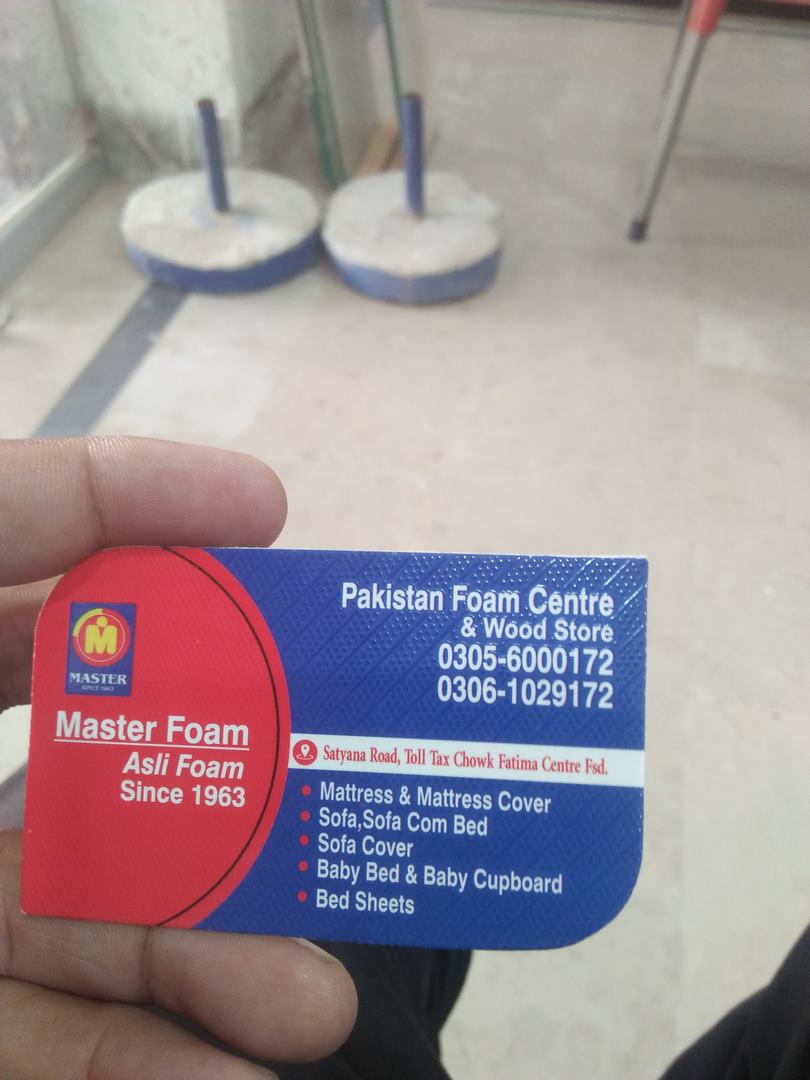 M
MASTER
SINCE 1963
Master Foam
Asli Foam
Since 1963
Pakistan Foam Centre
& Wood Store
0305-6000172
0306-1029172
Satyana Road, Toll Tax Chowk Fatima Centre Fsd.
Mattress & Mattress Cover
Sofa,Sofa Com Bed
Sofa Cover
Baby Bed & Baby Cupboard
Bed Sheets